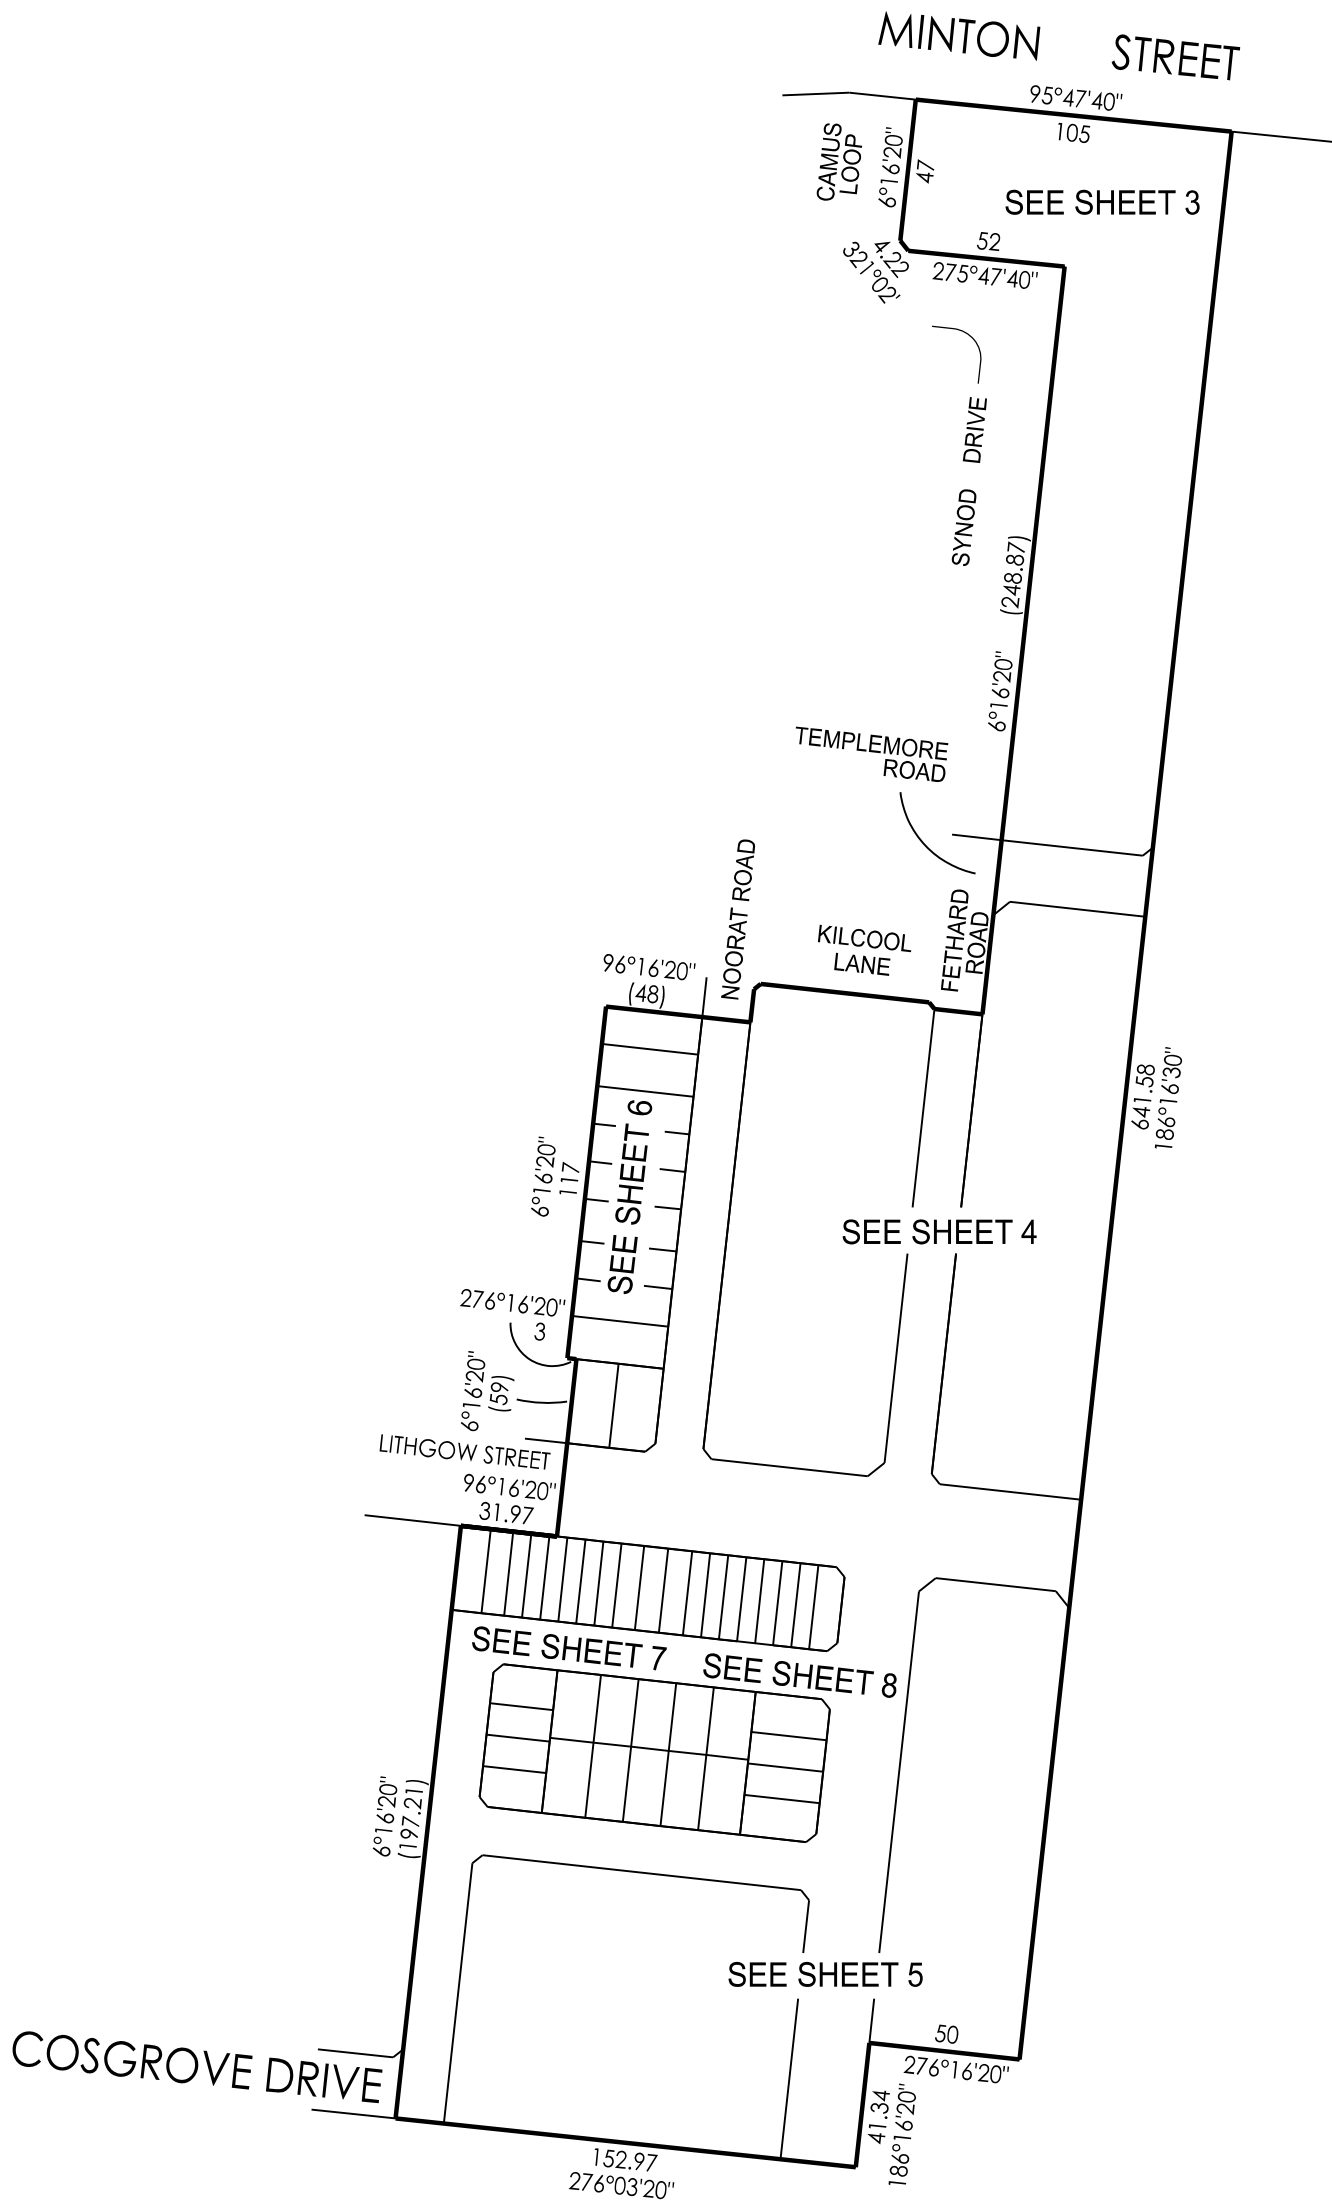 MINTON STREET
95°47'40"
105
CAMUS
LOOP
6°16'20"
47
SEE SHEET 3
52
275°47'40"
4.22
321°02'
SYNOD DRIVE
(248.87)
6°16'20"
TEMPLEMORE
ROAD
NOORAT ROAD
KILCOOL
LANE
FETHARD
ROAD
96°16'20"
(48)
641.58
186°16'30"
6°16'20"
117
SEE SHEET 6
SEE SHEET 4
276°16'20"
3
6°16'20"
(59)
LITHGOW STREET
96°16'20"
31.97
SEE SHEET 7
SEE SHEET 8
6°16'20"
(197.21)
SEE SHEET 5
COSGROVE DRIVE
50
276°16'20"
41.34
186°16'20"
152.97
276°03'20"